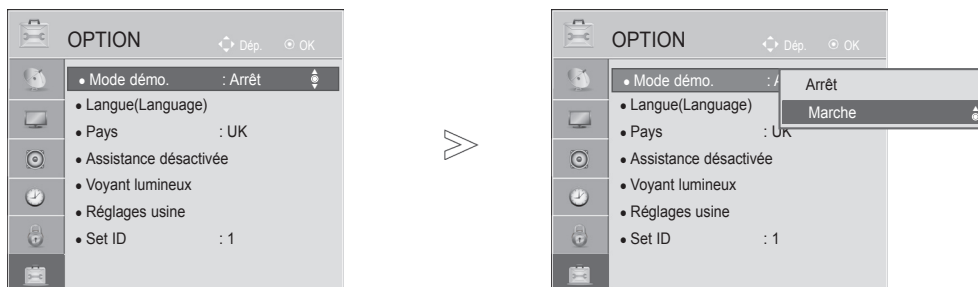 OPTION
Dép. OK
• Mode démo. : Arrêt
• Langue(Language)
• Pays : UK
• Assistance désactivée
• Voyant lumineux
• Réglages usine
• Set ID : 1
OPTION
Dép. OK
• Mode démo. :
Arrêt
Marche
• Langue(Language)
• Pays : UK
• Assistance désactivée
• Voyant lumineux
• Réglages usine
• Set ID : 1